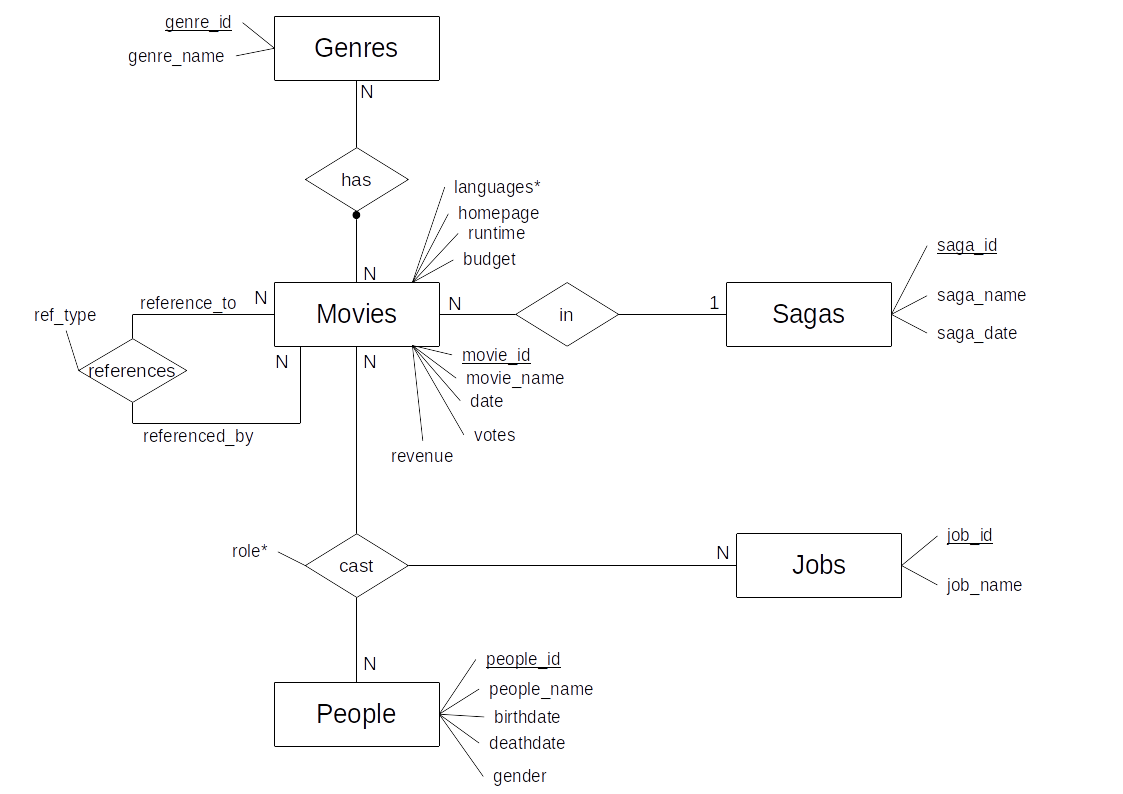 genre_id
Genres
genre_name
N
has
languages*
homepage
runtime
budget
N
saga_id
reference_to
N
Movies
N
in
1
Sagas
saga_name
saga_date
ref_type
references
N
N
movie_id
movie_name
date
votes
revenue
referenced_by
role*
cast
N
Jobs
job_id
job_name
N
People
people_id
people_name
birthdate
deathdate
gender